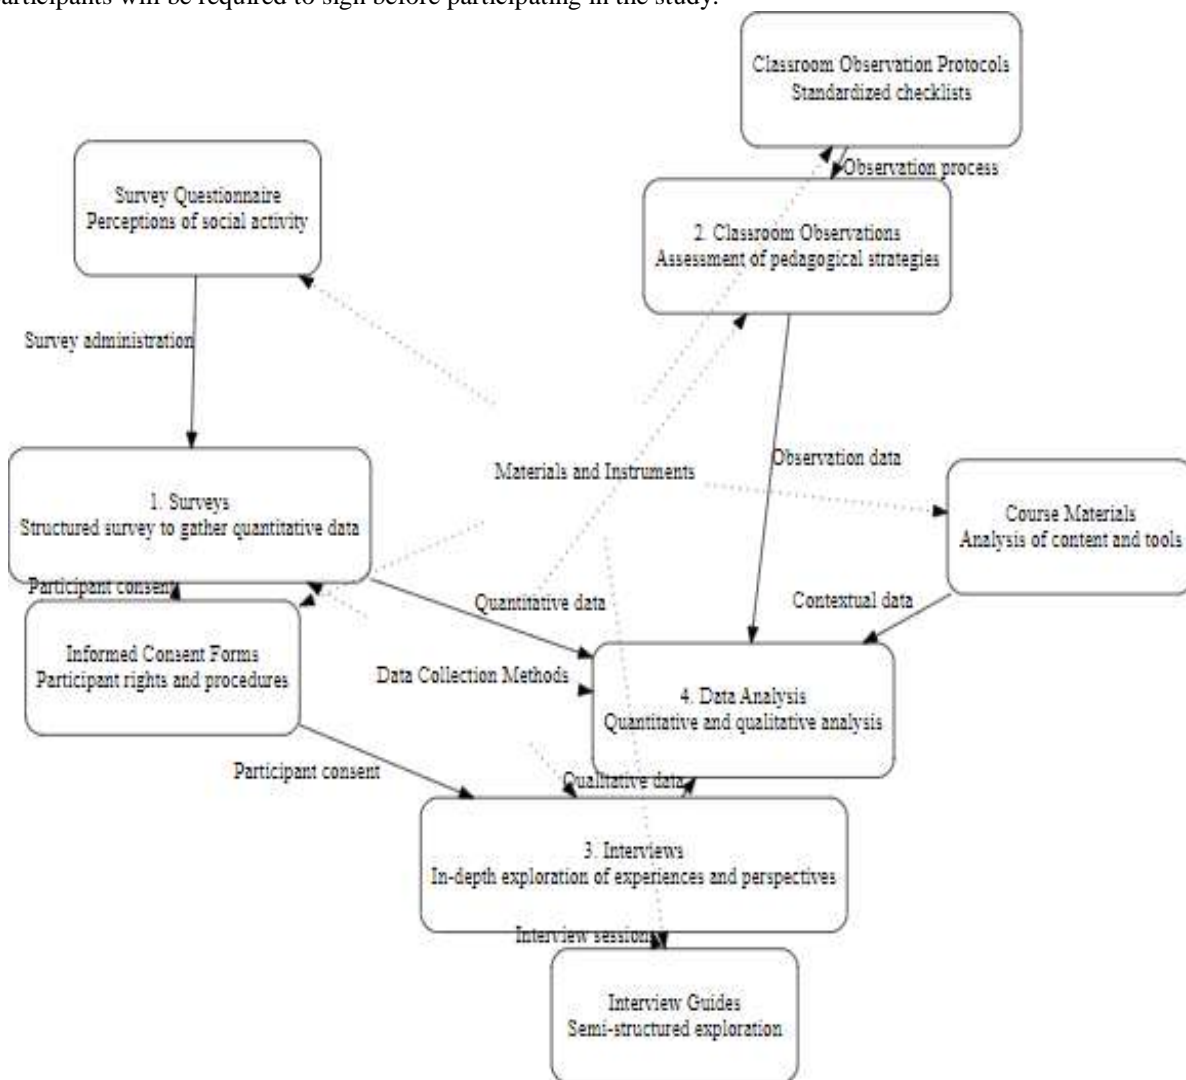 participants will be required to sign before participating in the study.
Classroom Observation Protocols
Standardized checklists
Observation process
Survey Questionnaire
Perceptions of social activity
2. Classroom Observations
Assessment of pedagogical strategies
Survey administration
Observation data
Materials and Instruments
1. Surveys
Structured survey to gather quantitative data
Course Materials
Analysis of content and tools
Participant consent
Quantitative data
Contextual data
Informed Consent Forms
Participant rights and procedures
Data Collection Methods
4. Data Analysis
Quantitative and qualitative analysis
Participant consent
Qualitative data
3. Interviews
In-depth exploration of experiences and perspectives
Interview sessions
Interview Guides
Semi-structured exploration